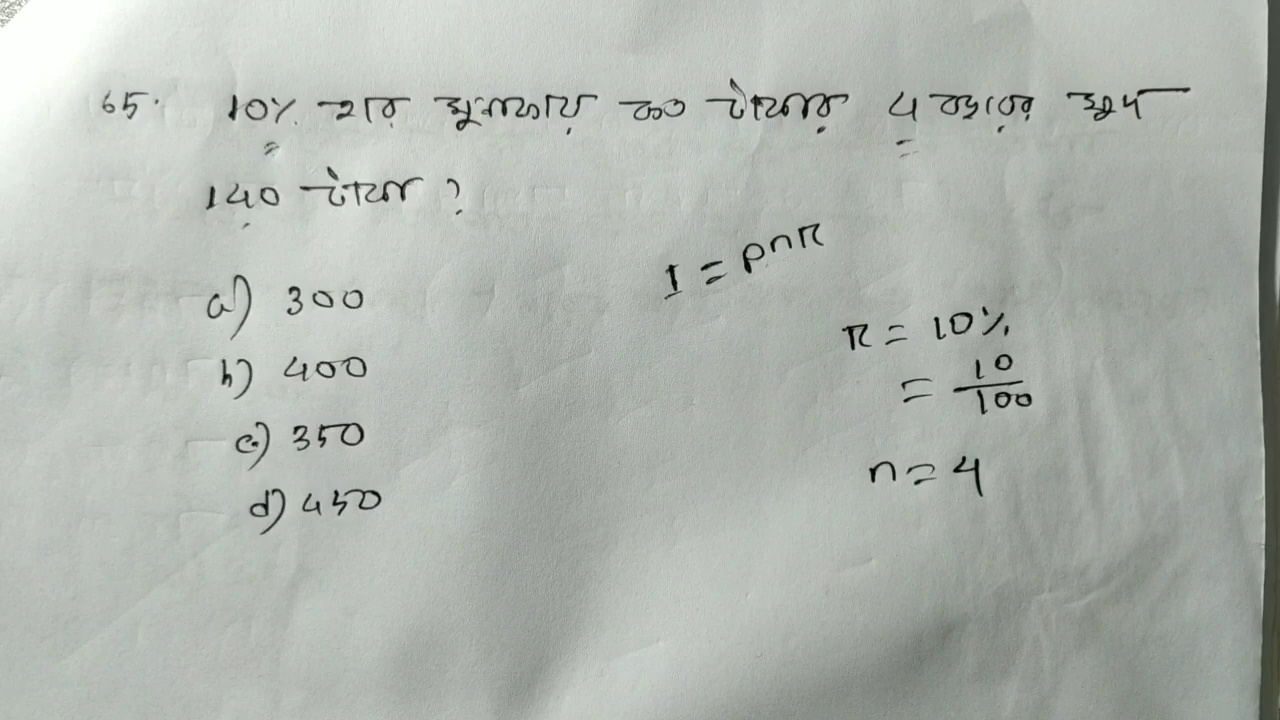 65. 10% হার মুনাফায় কত টাকার 4 বছরের সুদ
140 টাকা ?
a) 300
b) 400
c) 350
d) 450
I = pnr
r = 10%
= 10/100
n = 4